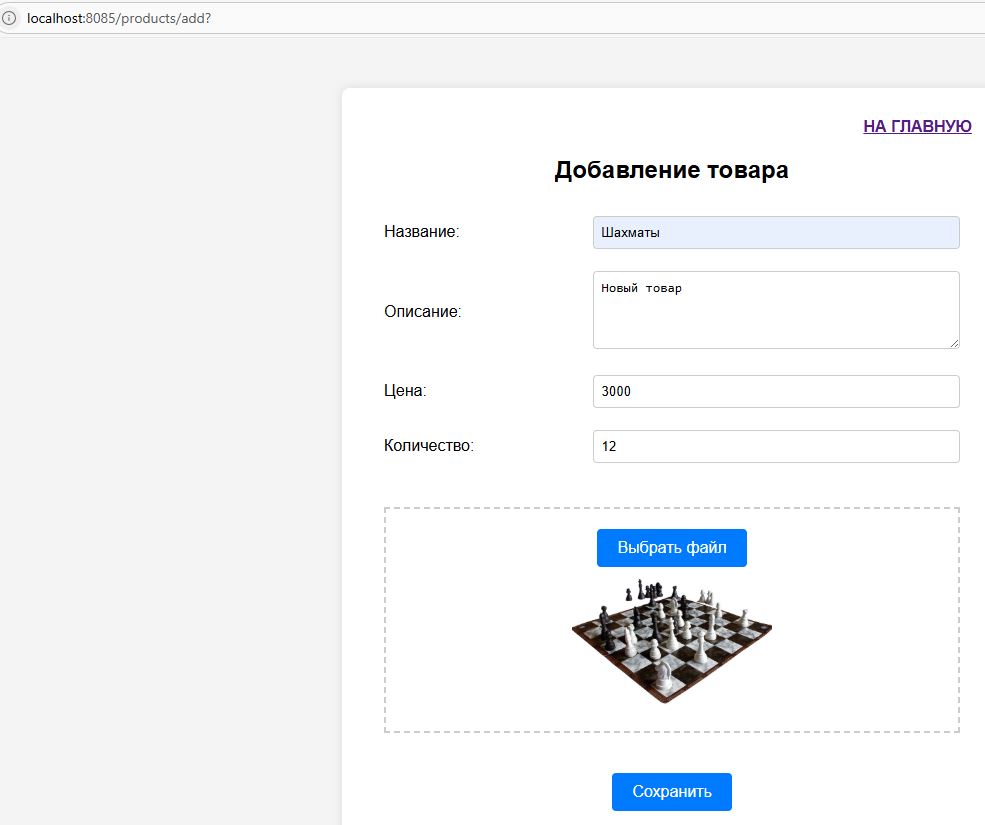 localhost:8085/products/add?
НА ГЛАВНУЮ
Добавление товара
Название:
Шахматы
Описание:
Новый товар
Цена:
3000
Количество:
12
Выбрать файл
Сохранить